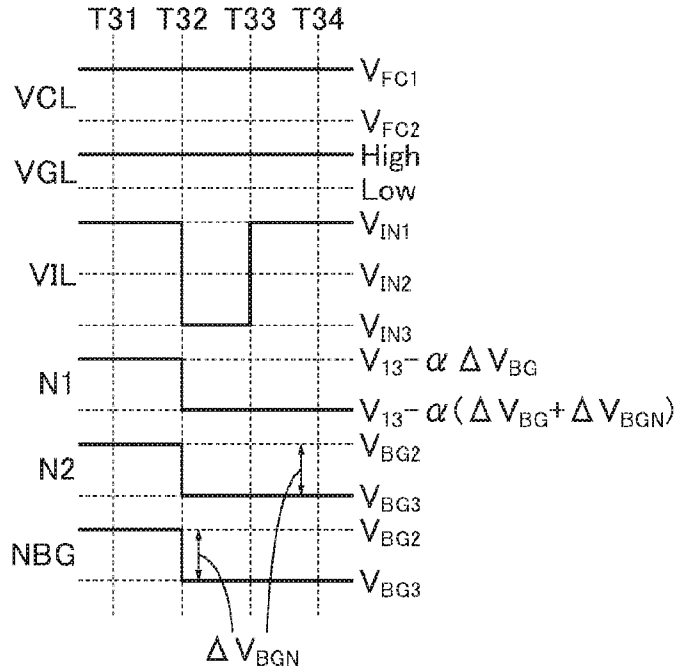 T31 T32 T33 T34
VCL
V_FC1
V_FC2
VGL
High
Low
VIL
V_IN1
V_IN2
V_IN3
N1
V_13-α ΔV_BG
V_13-α(ΔV_BG+ΔV_BGN)
N2
V_BG2
V_BG3
NBG
V_BG2
V_BG3
ΔV_BGN